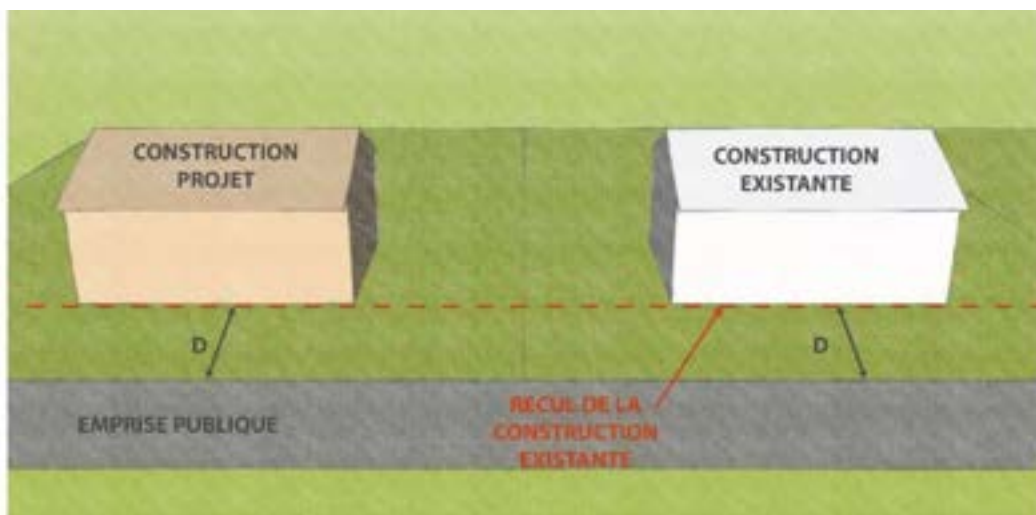 CONSTRUCTION
PROJET
CONSTRUCTION
EXISTANTE
D
D
EMPRISE PUBLIQUE
RECUL DE LA
CONSTRUCTION
EXISTANTE